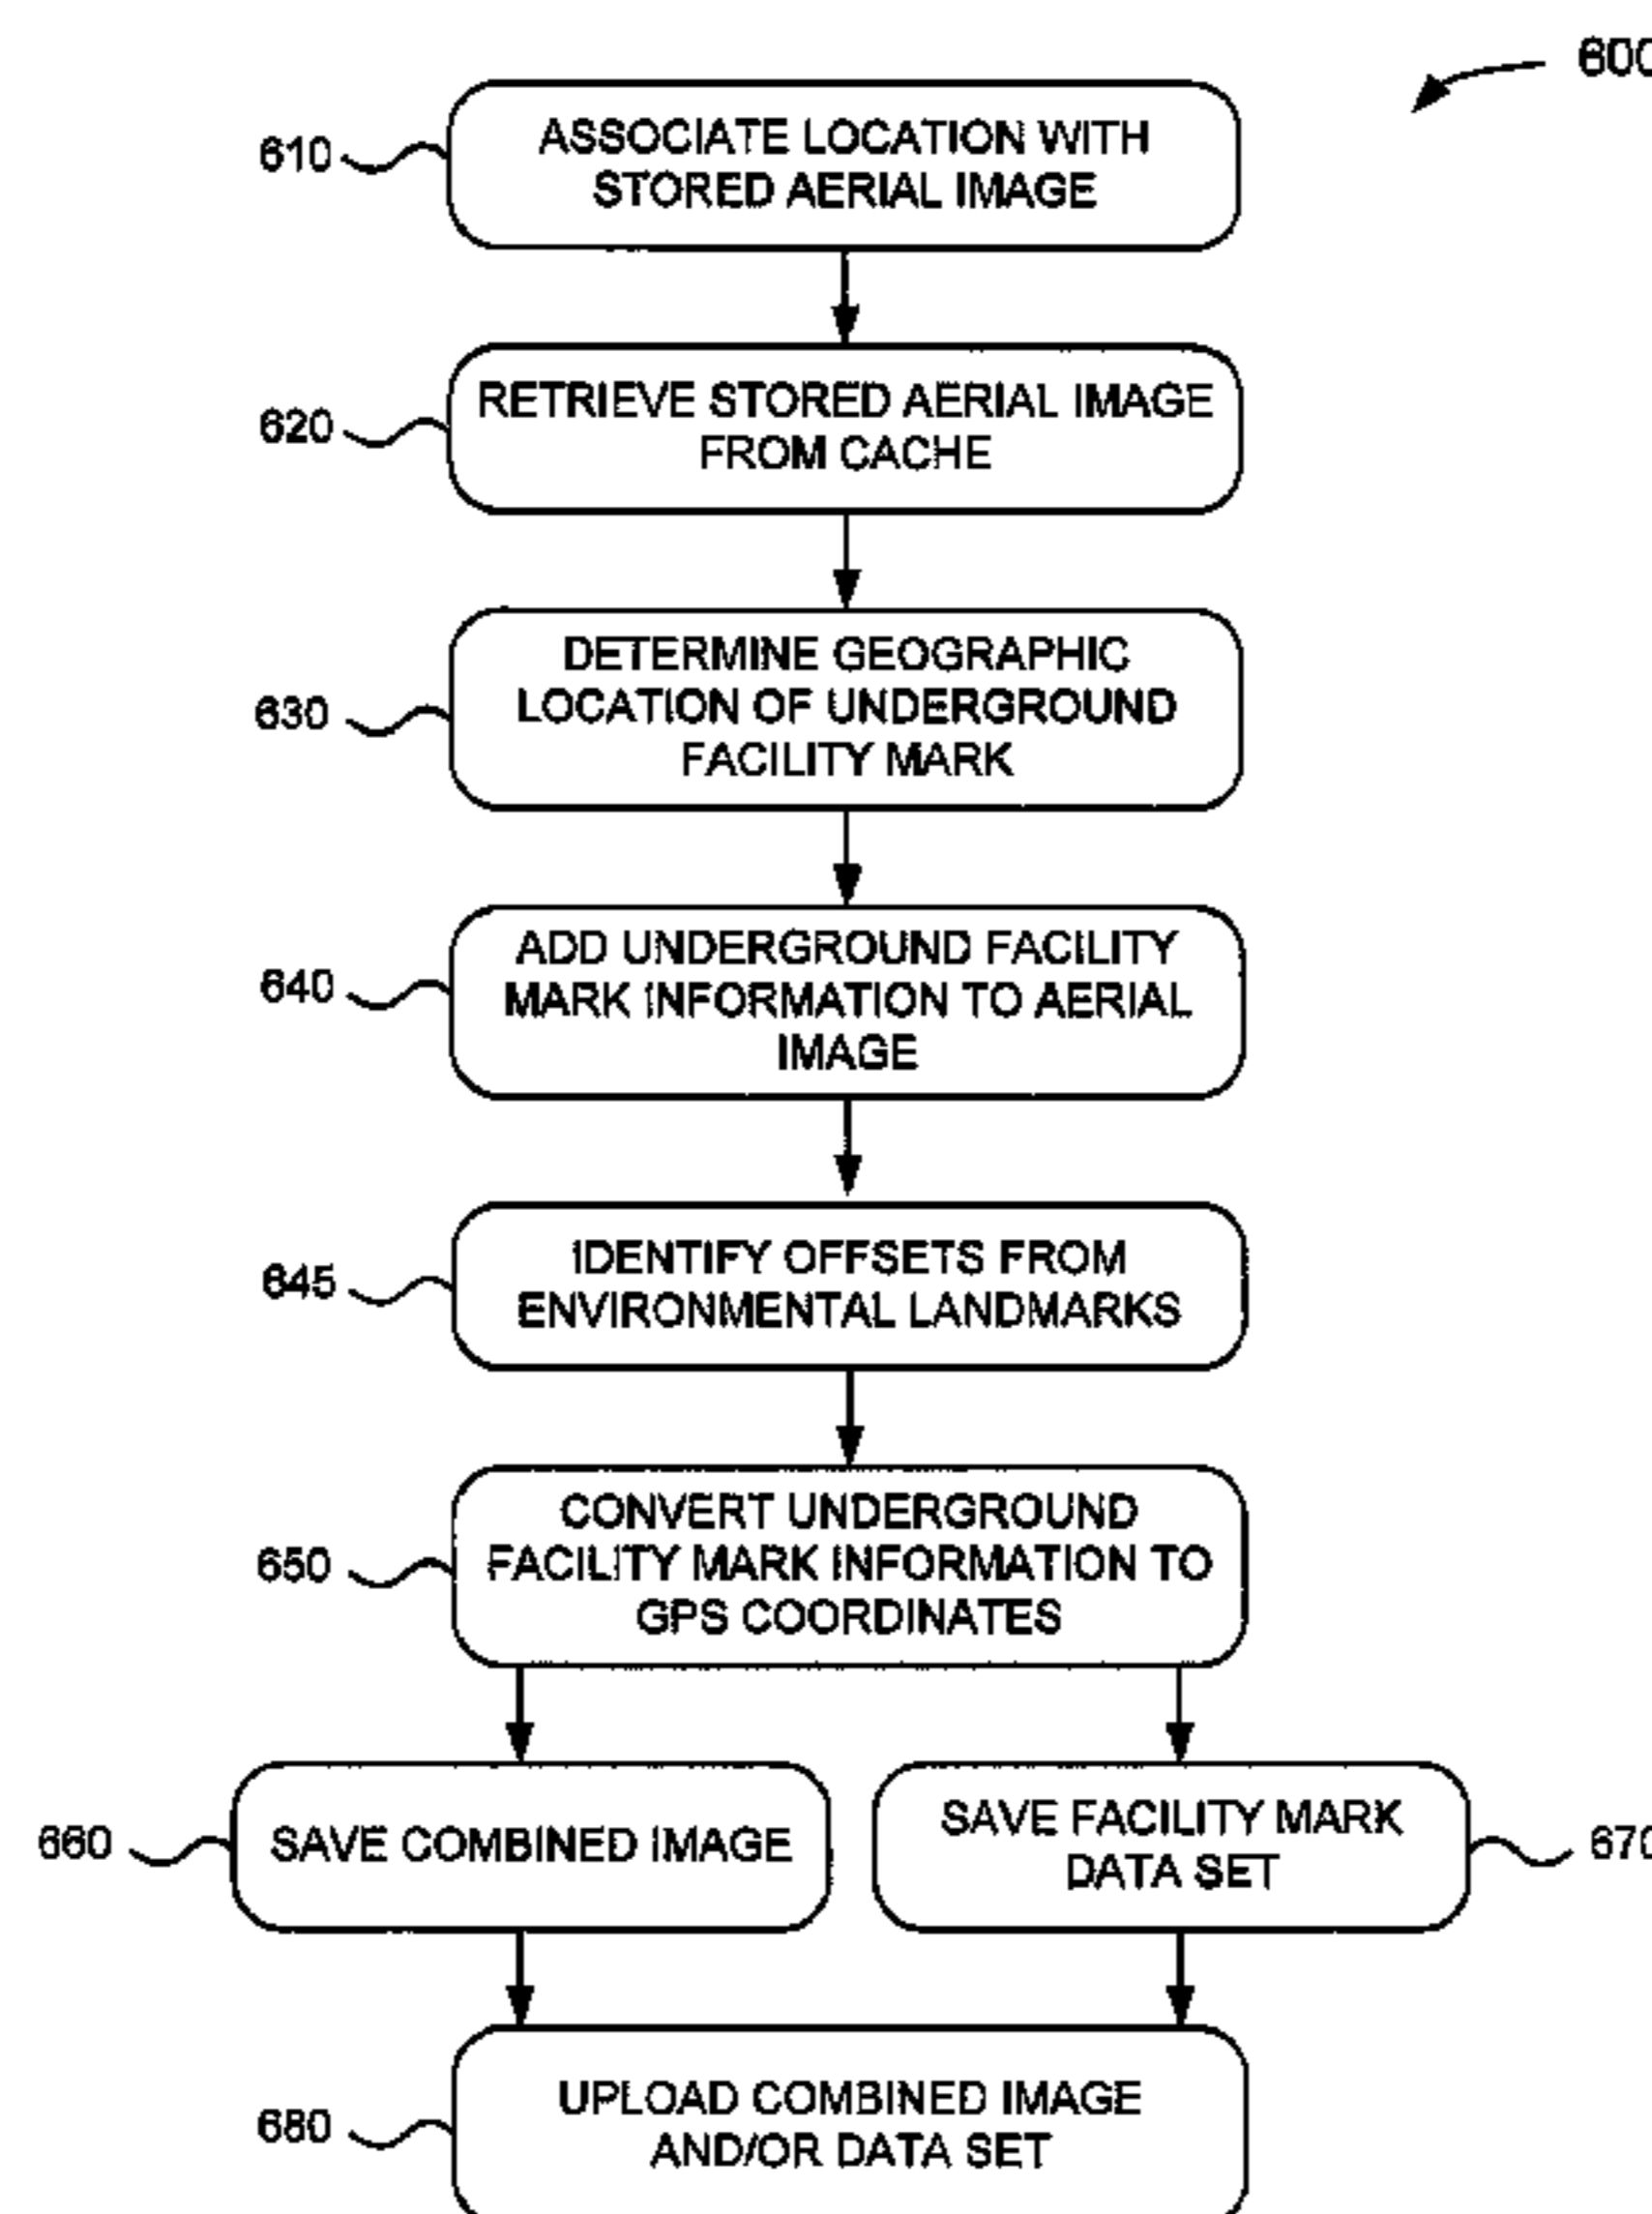 600
610
ASSOCIATE LOCATION WITH
STORED AERIAL IMAGE
620
RETRIEVE STORED AERIAL IMAGE
FROM CACHE
630
DETERMINE GEOGRAPHIC
LOCATION OF UNDERGROUND
FACILITY MARK
640
ADD UNDERGROUND FACILITY
MARK INFORMATION TO AERIAL
IMAGE
645
IDENTIFY OFFSETS FROM
ENVIRONMENTAL LANDMARKS
650
CONVERT UNDERGROUND
FACILITY MARK INFORMATION TO
GPS COORDINATES
660
SAVE COMBINED IMAGE
SAVE FACILITY MARK
DATA SET
670
680
UPLOAD COMBINED IMAGE
AND/OR DATA SET